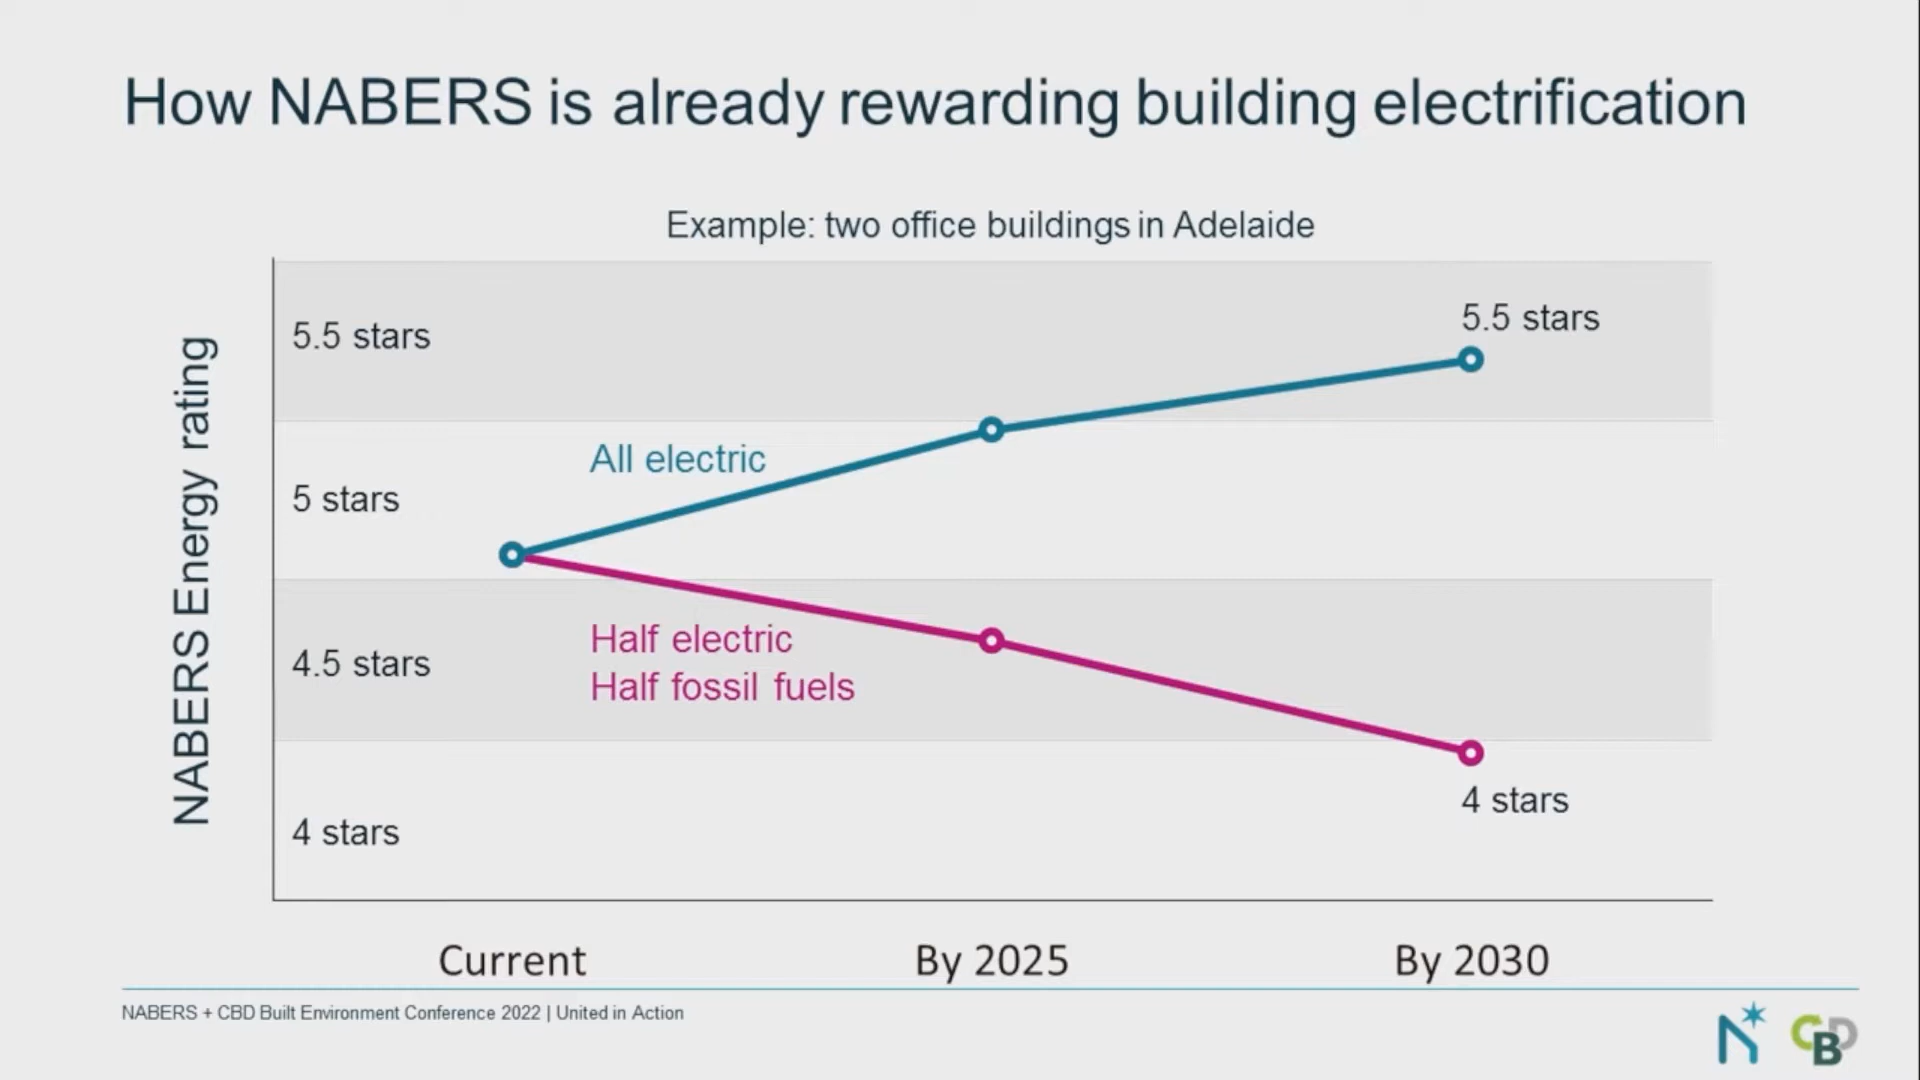 How NABERS is already rewarding building electrification
Example: two office buildings in Adelaide
NABERS Energy rating
5.5 stars
5.5 stars
All electric
5 stars
Half electric
4.5 stars
Half fossil fuels
4 stars
4 stars
Current
By 2025
By 2030
NABERS + CBD Built Environment Conference 2022 | United in Action
N
CBD